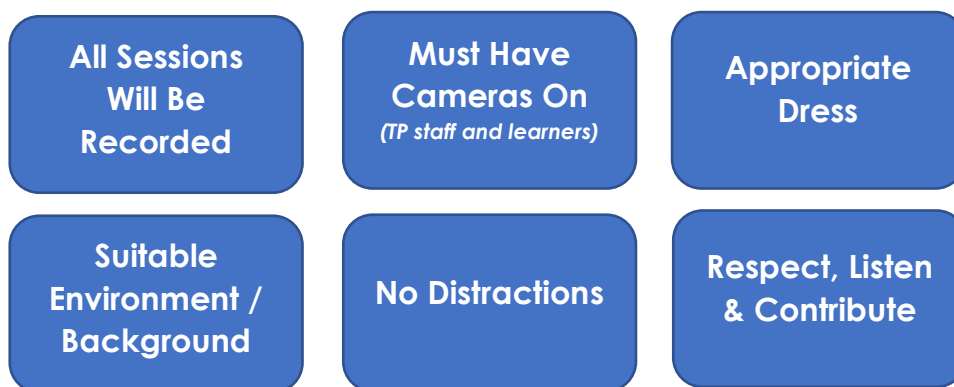 All Sessions
Will Be
Recorded
Must Have
Cameras On
(TP staff and learners)
Appropriate
Dress
Suitable
Environment /
Background
No Distractions
Respect, Listen
& Contribute